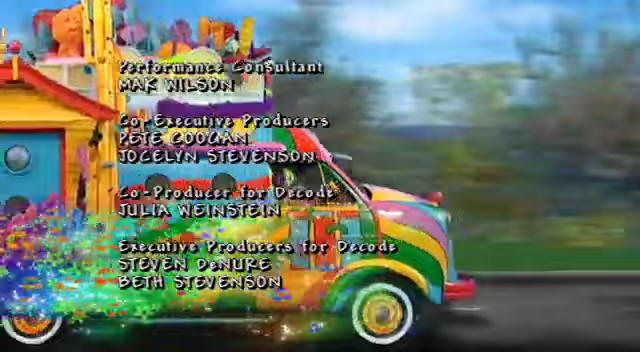 Performance Consultant
MAK WILSON
Co-Executive Producers
PETE COOGAN
JOCELYN STEVENSON
Co-Producer for Decode
JULIA WEINSTEIN
Executive Producers for Decode
STEVEN DeNURE
BETH STEVENSON